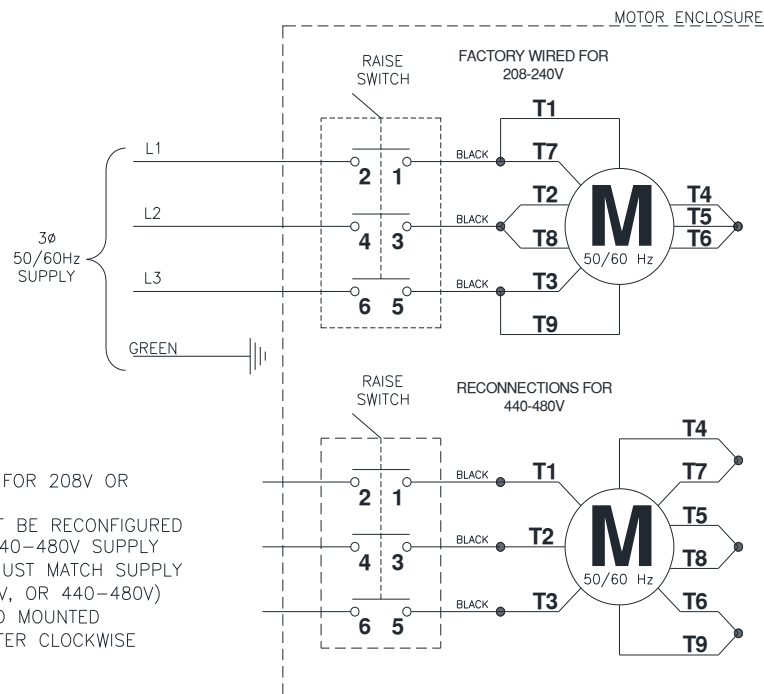 MOTOR ENCLOSURE
RAISE
SWITCH
FACTORY WIRED FOR
208-240V
T1
L1
BLACK
T7
2 1
T2
L2
BLACK
M
T4
T5
T6
4 3
T8
50/60 Hz
3ø
50/60Hz
SUPPLY
L3
BLACK
T3
6 5
T9
GREEN
RAISE
SWITCH
RECONNECTIONS FOR
440-480V
T4
BLACK
T1
T7
2 1
T5
BLACK
T2
M
4 3
T8
50/60 Hz
BLACK
T3
T6
6 5
T9
FOR 208V OR
BE RECONFIGURED
40-480V SUPPLY
UST MATCH SUPPLY
V, OR 440-480V)
MOUNTED
TER CLOCKWISE